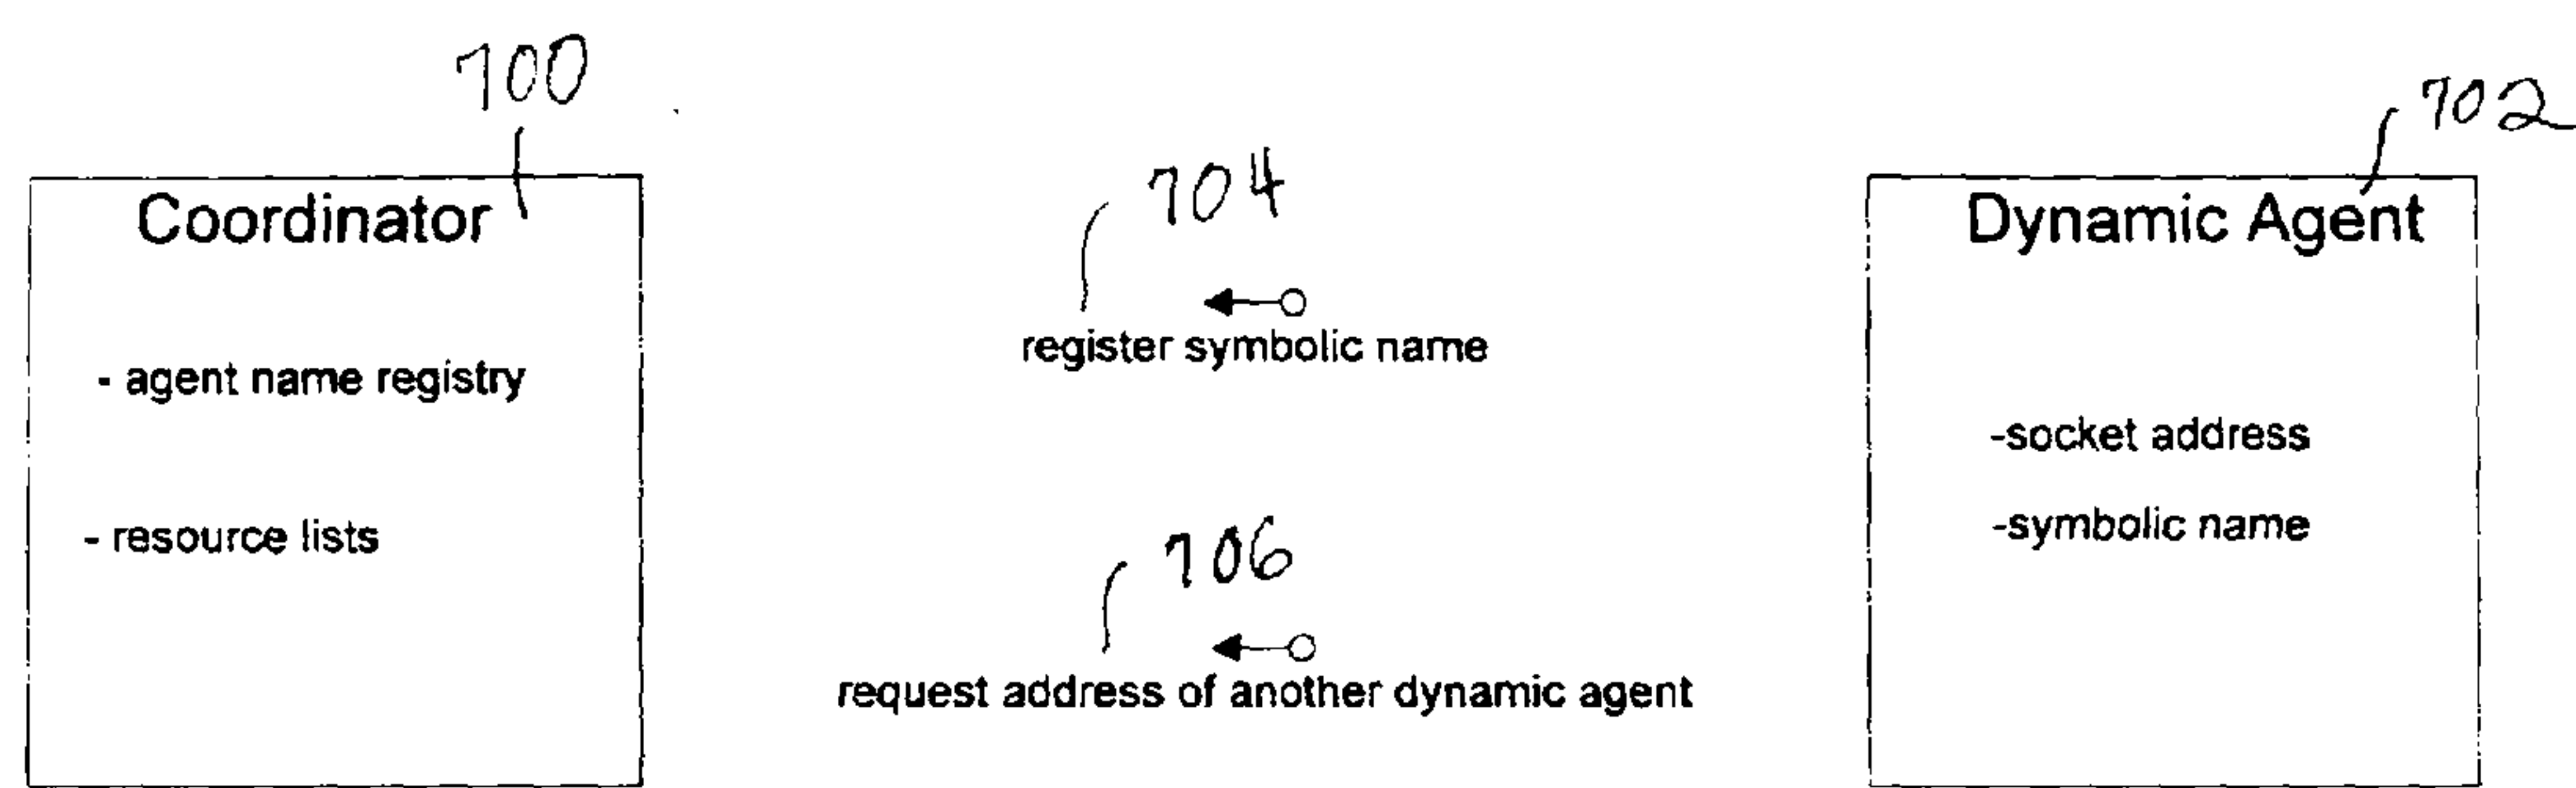 700
702
Coordinator
Dynamic Agent
704
register symbolic name
- agent name registry
-socket address
- resource lists
-symbolic name
706
request address of another dynamic agent